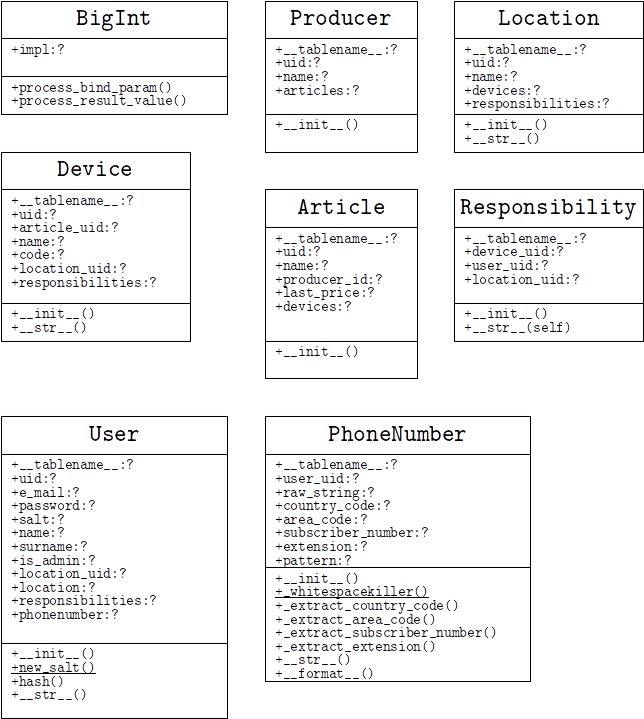 BigInt
+impl:?
+process_bind_param()
+process_result_value()
Producer
+__tablename__:?
+uid:?
+name:?
+articles:?
+__init__()
Location
+__tablename__:?
+uid:?
+name:?
+devices:?
+responsibilities:?
+__init__()
+__str__()
Device
+__tablename__:?
+uid:?
+article_uid:?
+name:?
+code:?
+location_uid:?
+responsibilities:?
+__init__()
+__str__()
Article
+__tablename__:?
+uid:?
+name:?
+producer_id:?
+last_price:?
+devices:?
+__init__()
Responsibility
+__tablename__:?
+device_uid:?
+user_uid:?
+location_uid:?
+__init__()
+__str__(self)
User
+__tablename__:?
+uid:?
+e_mail:?
+password:?
+salt:?
+name:?
+surname:?
+is_admin:?
+location_uid:?
+location:?
+responsibilities:?
+phonenumber:?
+__init__()
+new_salt()
+hash()
+__str__()
PhoneNumber
+__tablename__:?
+user_uid:?
+raw_string:?
+country_code:?
+area_code:?
+subscriber_number:?
+extension:?
+pattern:?
+__init__()
+_whitespacekiller()
+_extract_country_code()
+_extract_area_code()
+_extract_subscriber_number()
+_extract_extension()
+__str__()
+__format__()